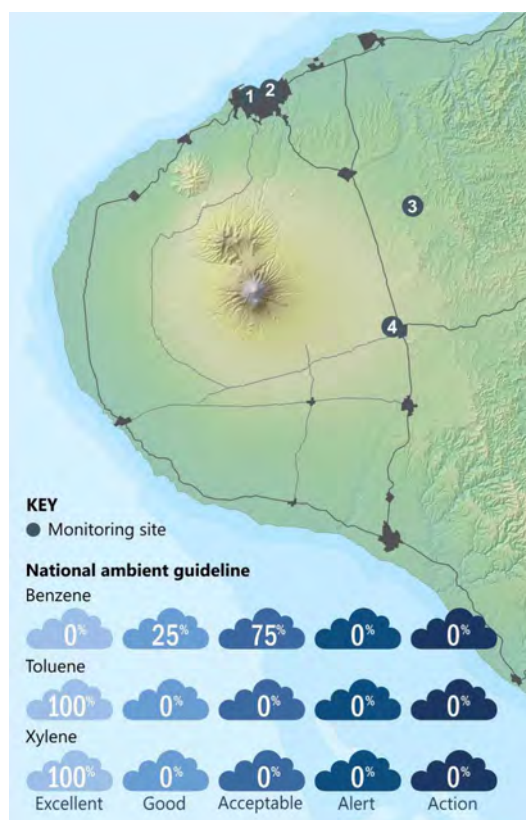 1
2
3
4
KEY
Monitoring site
National ambient guideline
Benzene
0% 25% 75% 0% 0%
Toluene
100% 0% 0% 0% 0%
Xylene
100% 0% 0% 0% 0%
Excellent Good Acceptable Alert Action